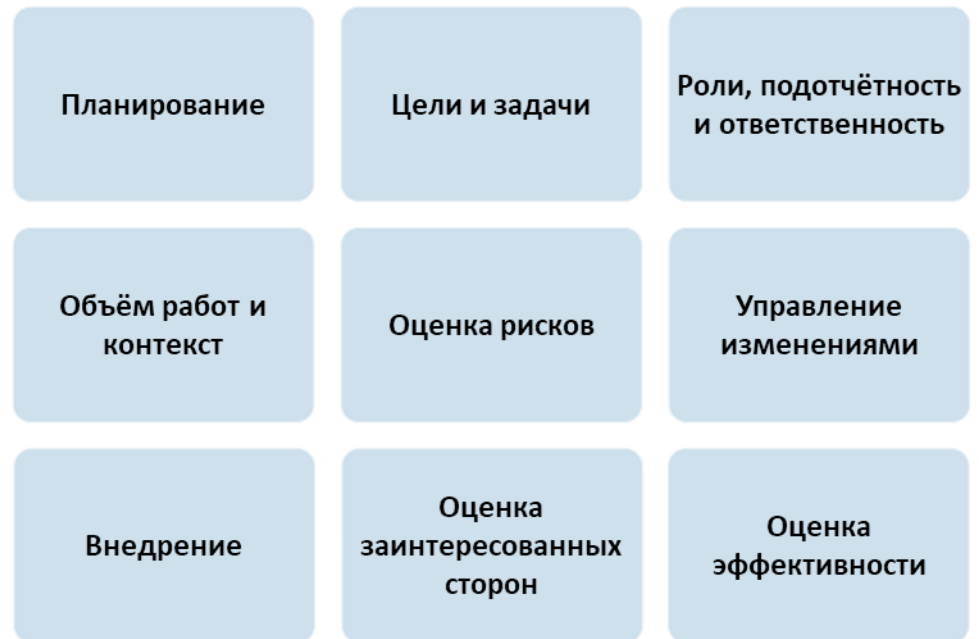 Планирование
Цели и задачи
Роли, подотчётность
и ответственность
Объём работ и
контекст
Оценка рисков
Управление
изменениями
Внедрение
Оценка
заинтересованных
сторон
Оценка
эффективности